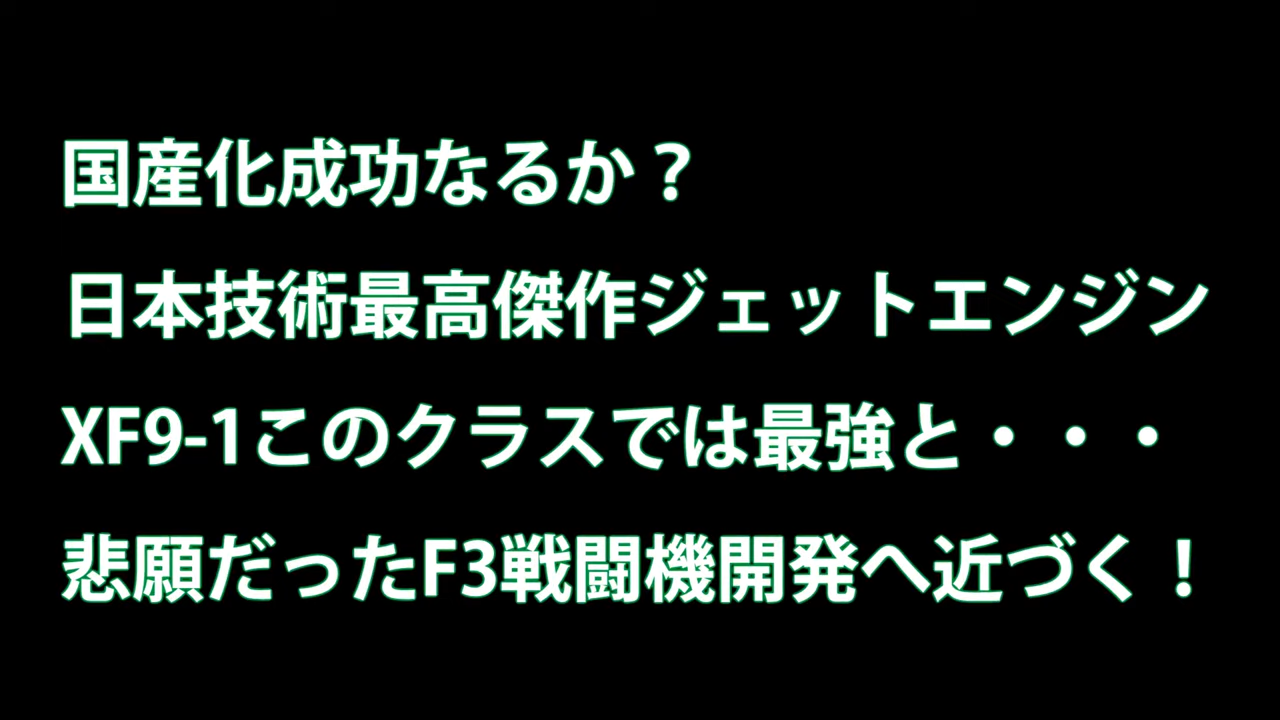 国産化成功なるか？
日本技術最高傑作ジェットエンジン
XF9-1このクラスでは最強と・・・
悲願だったF3戦闘機開発へ近づく！